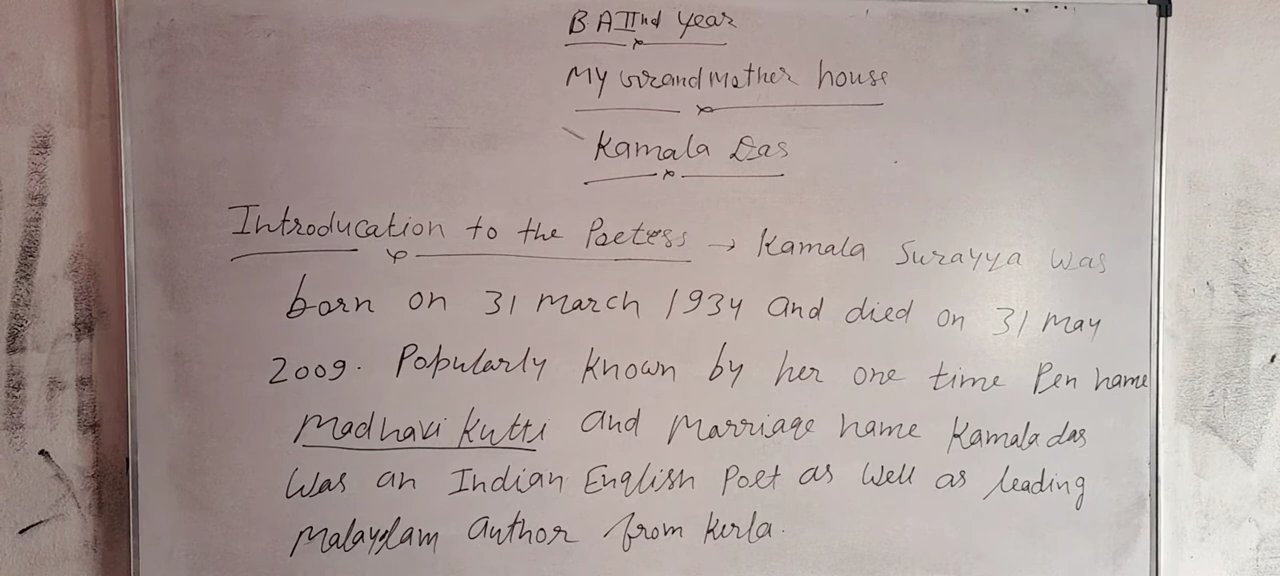 B A IInd year
My Grandmother house
Kamala Das
Introducation to the Poetess → Kamala Surayya was
born on 31 march 1934 and died on 31 may
2009. Popularly known by her one time Pen name
Madhavi Kutti and Marriage name Kamala das
was an Indian English Poet as well as leading
Malayalam author from Kerla.